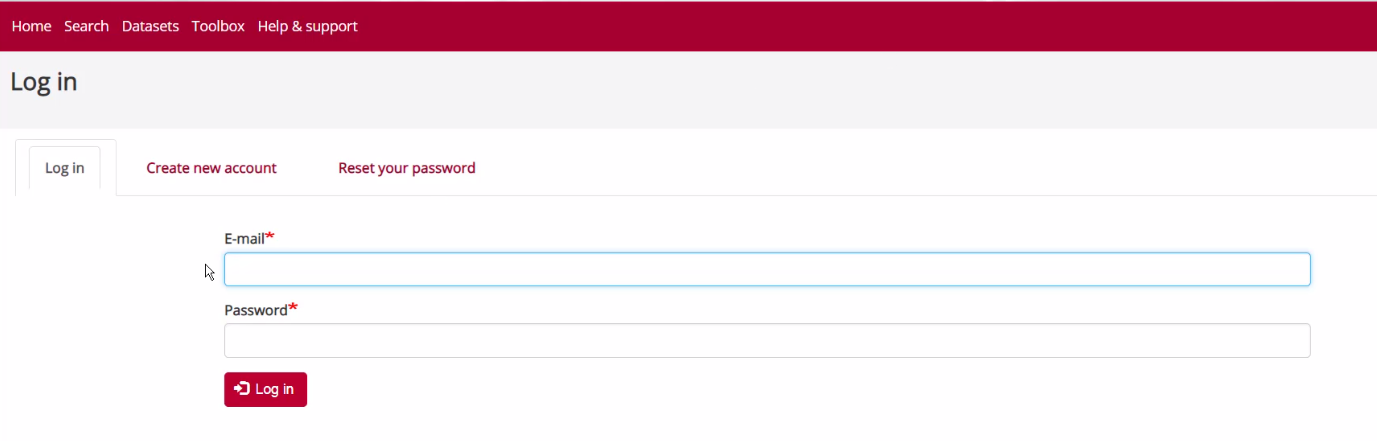 Home Search Datasets Toolbox Help & support
Log in
Log in Create new account Reset your password
E-mail*
Password*
Log in